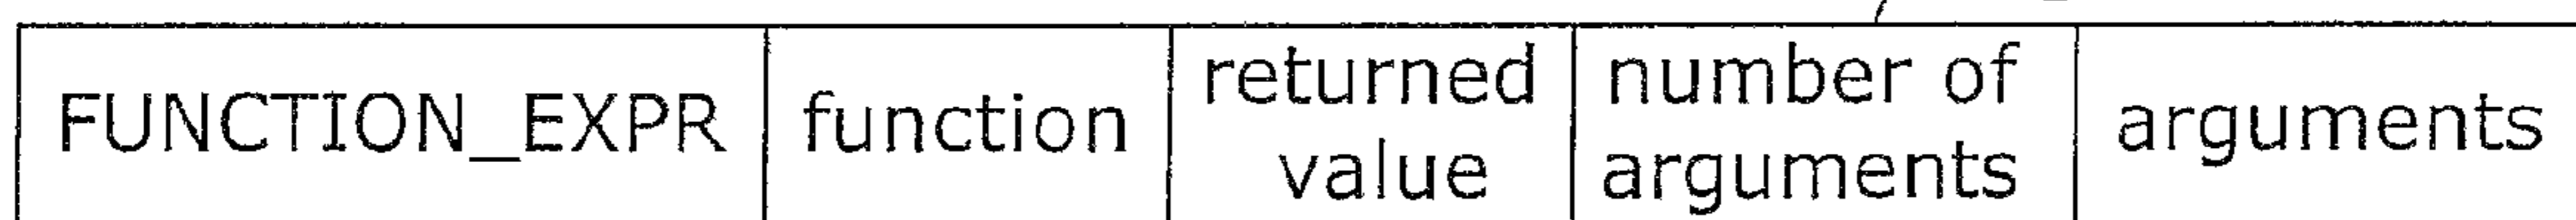 FUNCTION_EXPR
function
returned
value
number of
arguments
arguments